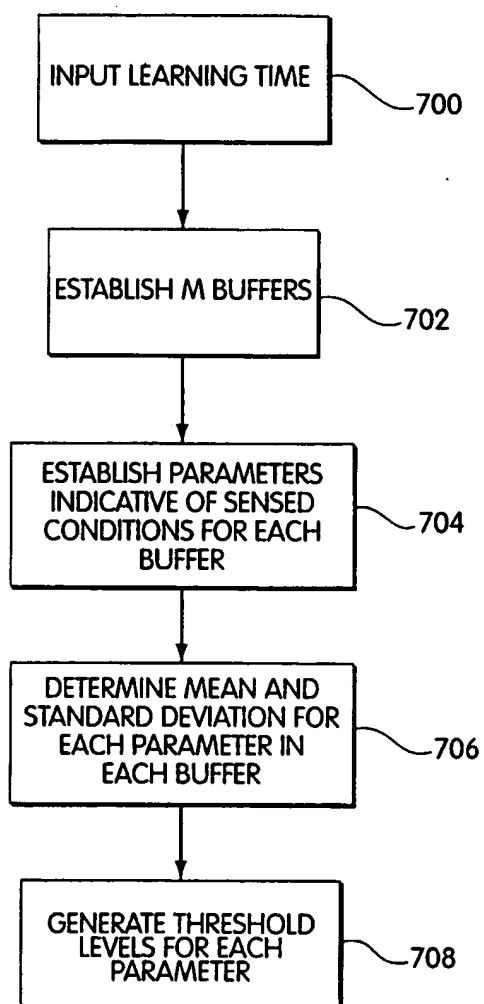 INPUT LEARNING TIME
700
ESTABLISH M BUFFERS
702
ESTABLISH PARAMETERS
INDICATIVE OF SENSED
CONDITIONS FOR EACH
BUFFER
704
DETERMINE MEAN AND
STANDARD DEVIATION FOR
EACH PARAMETER IN
EACH BUFFER
706
GENERATE THRESHOLD
LEVELS FOR EACH
PARAMETER
708